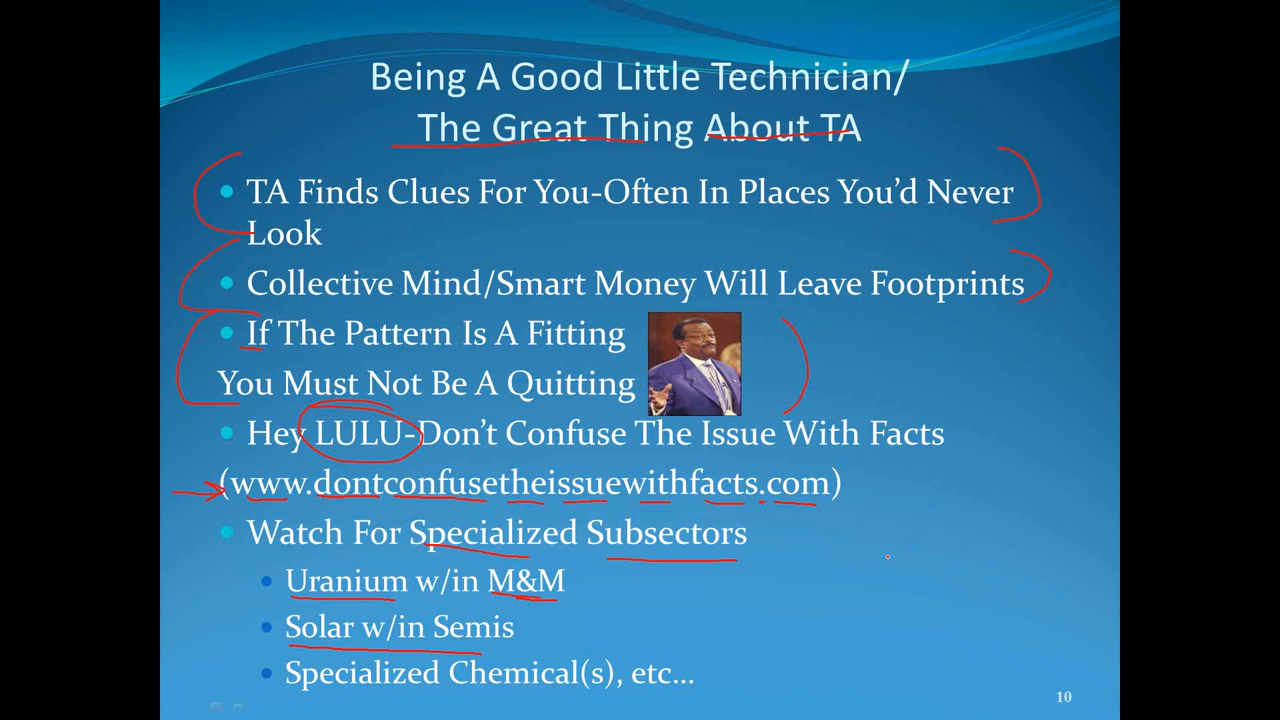 Being A Good Little Technician/
The Great Thing About TA
TA Finds Clues For You-Often In Places You'd Never
Look
Collective Mind/Smart Money Will Leave Footprints
If The Pattern Is A Fitting
You Must Not Be A Quitting
Hey LULU-Don't Confuse The Issue With Facts
(www.dontconfusetheissuewithfacts.com)
Watch For Specialized Subsectors
Uranium w/in M&M
Solar w/in Semis
Specialized Chemical(s), etc...
10